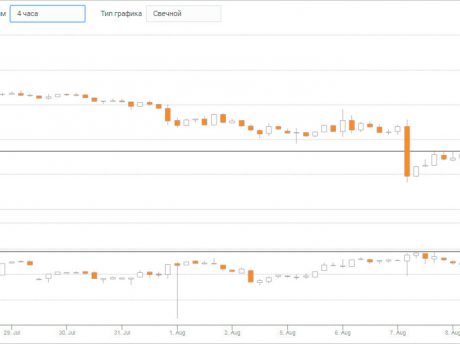 4 часа
Тип графика
Свечной
29. Jul
30. Jul
31. Jul
1. Aug
2. Aug
5. Aug
6. Aug
7. Aug
8. Aug